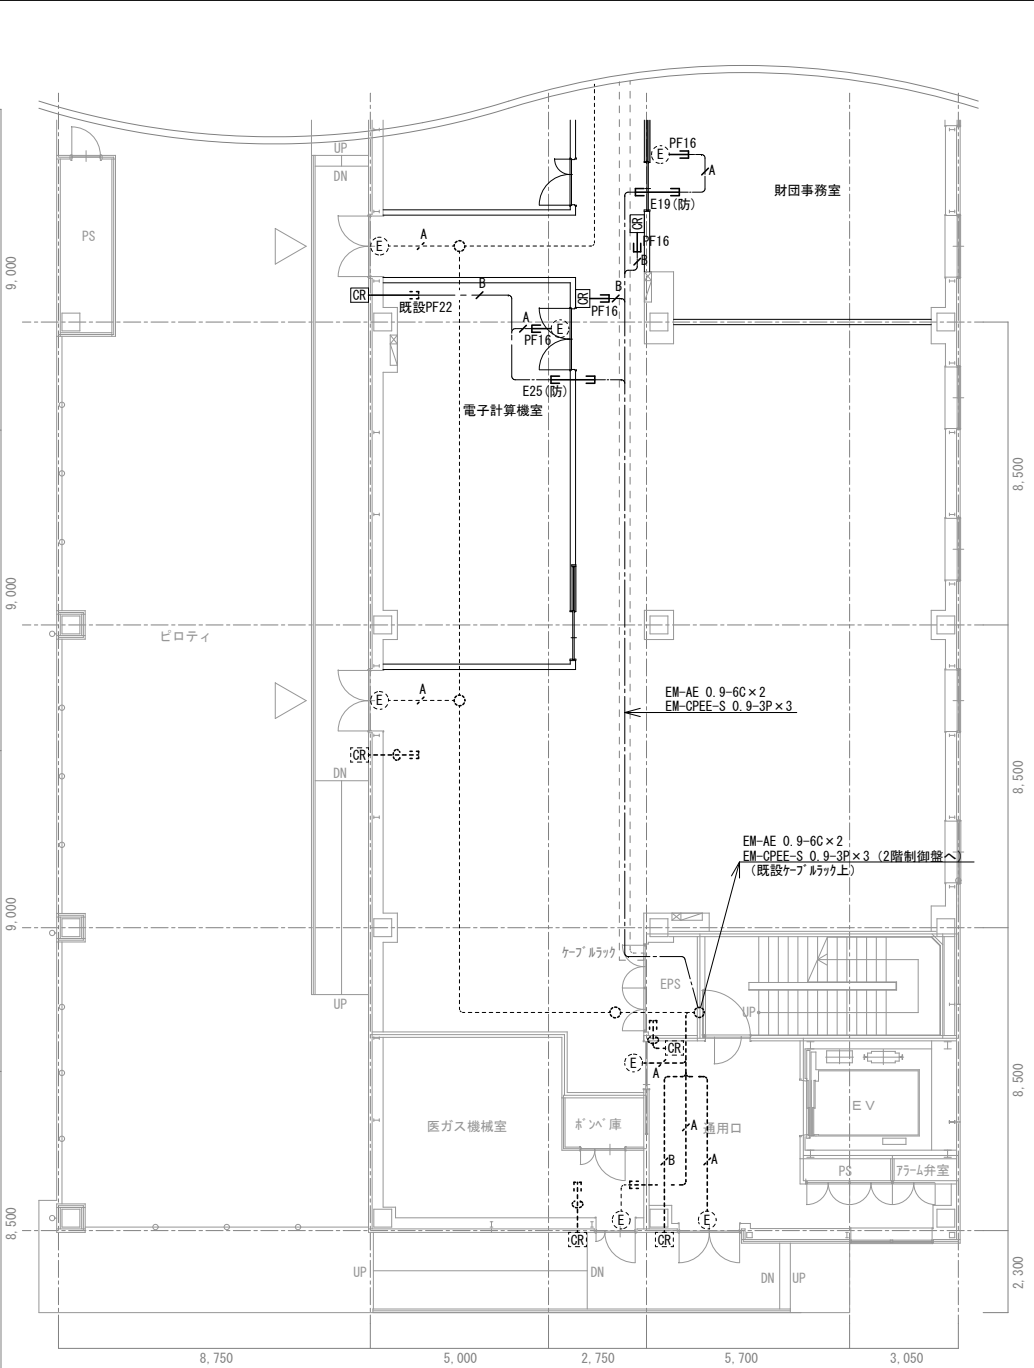 UP
DN
PF16
E
A
財団事務室
E19(防)
CR
PF16
B
PS
E
A
9,000
CR
既設PF22
B
CR
B
PF16
A
E
PF16
E25(防)
電子計算機室
8,500
9,000
ピロティ
E
A
EM-AE 0.9-6C×2
EM-CPEE-S 0.9-3P×3
CR
DN
8,500
EM-AE 0.9-6C×2
EM-CPEE-S 0.9-3P×3 (2階制御盤へ)
(既設ケーブルラック上)
9,000
ケーブルラック
EPS
UP
UP
CR
E
A
8,500
EV
医ガス機械室
ボンベ庫
A
通用口
B
A
PS
アラーム弁室
8,500
E
E
CR
CR
UP
DN
DN
UP
2,300
8,750
5,000
2,750
5,700
3,050